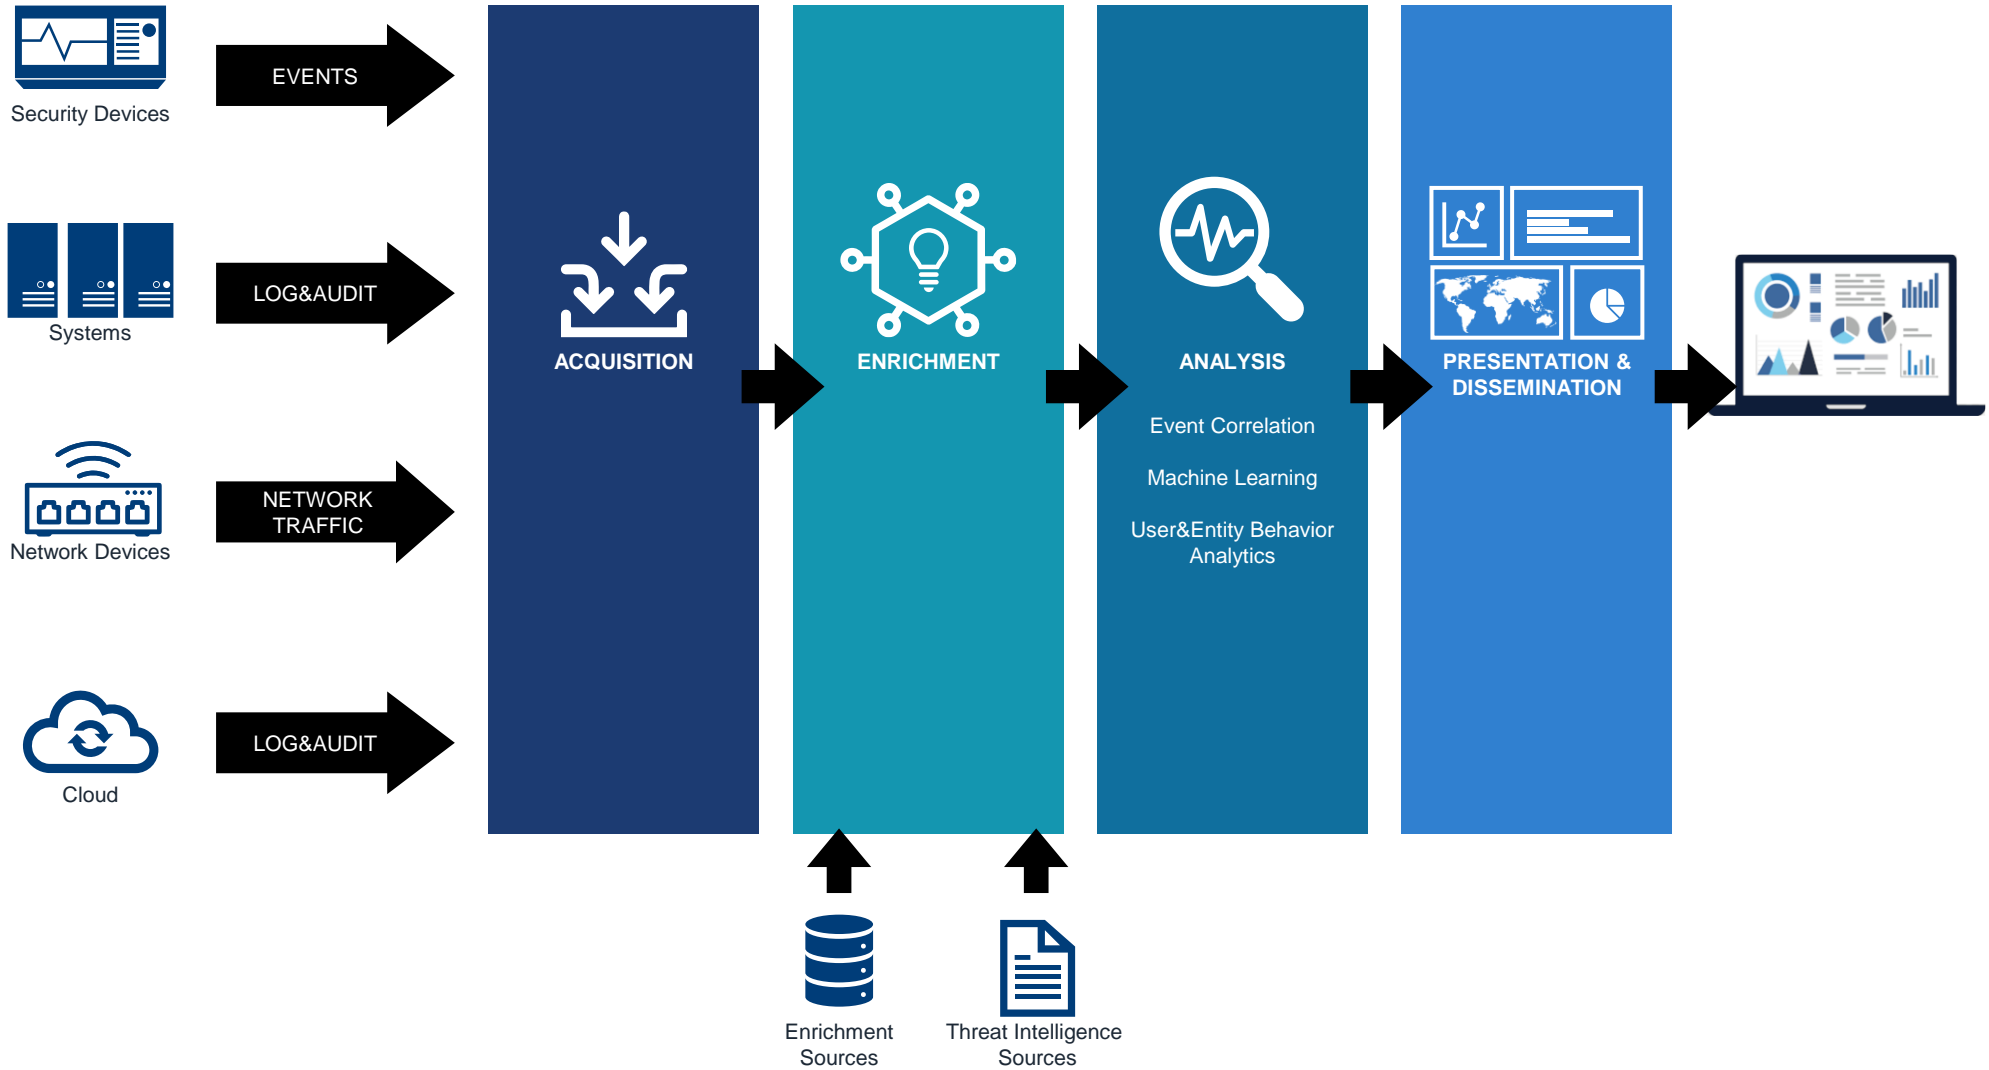 Security Devices
EVENTS
Systems
LOG&AUDIT
Network Devices
NETWORK
TRAFFIC
Cloud
LOG&AUDIT
ACQUISITION
ENRICHMENT
ANALYSIS
Event Correlation
Machine Learning
User&Entity Behavior
Analytics
PRESENTATION &
DISSEMINATION
Enrichment
Sources
Threat Intelligence
Sources